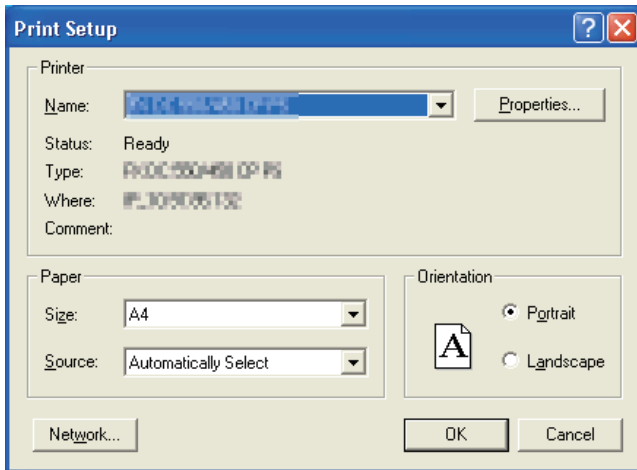 Print Setup
Printer
Name:
Properties...
Status: Ready
Type:
Where:
Comment:
Paper
Size: A4
Source: Automatically Select
Orientation
A
Portrait
Landscape
Network...
OK
Cancel